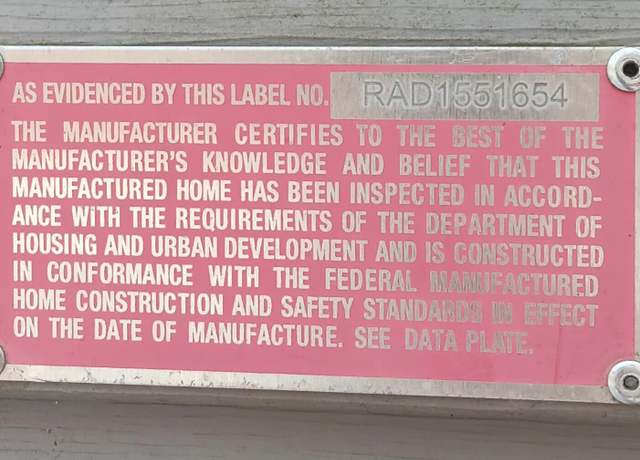 AS EVIDENCED BY THIS LABEL NO. RAD1551654
THE MANUFACTURER CERTIFIES TO THE BEST OF THE
MANUFACTURER'S KNOWLEDGE AND BELIEF THAT THIS
MANUFACTURED HOME HAS BEEN INSPECTED IN ACCORD-
ANCE WITH THE REQUIREMENTS OF THE DEPARTMENT OF
HOUSING AND URBAN DEVELOPMENT AND IS CONSTRUCTED
IN CONFORMANCE WITH THE FEDERAL MANUFACTURED
HOME CONSTRUCTION AND SAFETY STANDARDS IN EFFECT
ON THE DATE OF MANUFACTURE. SEE DATA PLATE.